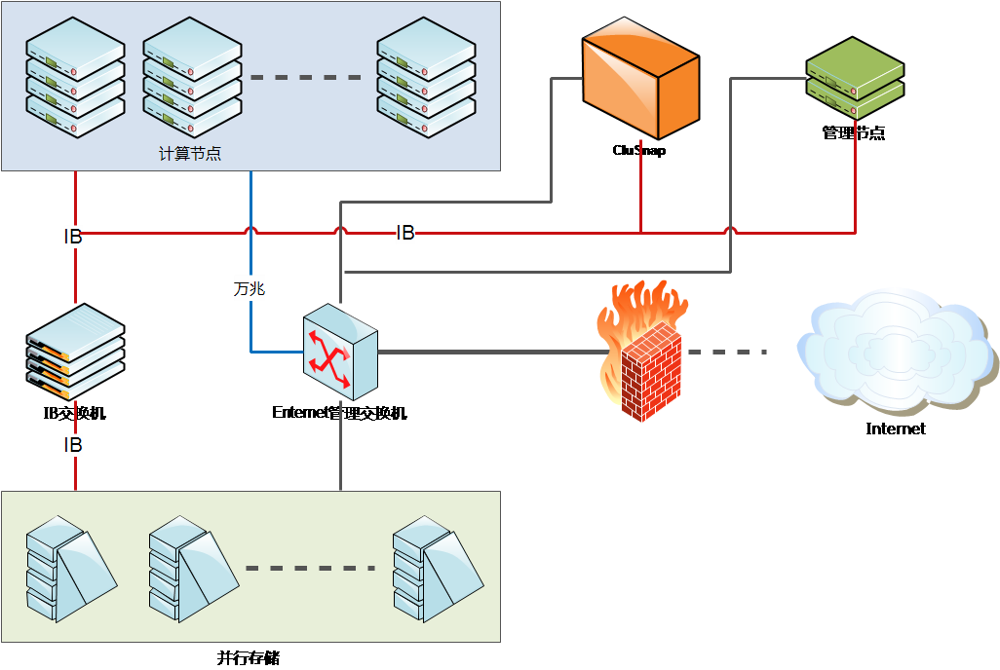 计算节点
CluSnap
管理节点
IB
IB
万兆
IB交换机
Enternet管理交换机
Internet
IB
并行存储